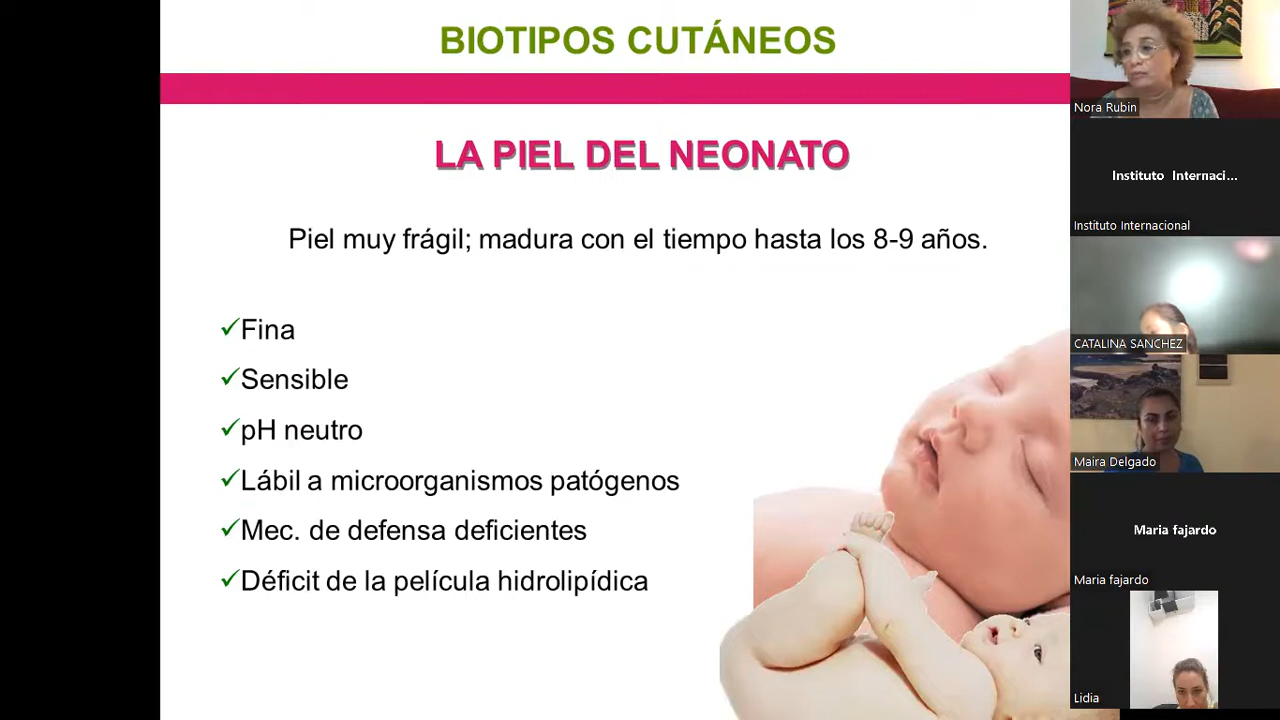 BIOTIPOS CUTÁNEOS
LA PIEL DEL NEONATO
Piel muy frágil; madura con el tiempo hasta los 8-9 años.
✓Fina
✓Sensible
✓pH neutro
✓Lábil a microorganismos patógenos
✓Mec. de defensa deficientes
✓Déficit de la película hidrolipídica
Nora Rubin
Instituto Internaci...
Instituto Internacional
CATALINA SANCHEZ
Maira Delgado
Maria fajardo
Maria fajardo
Lidia